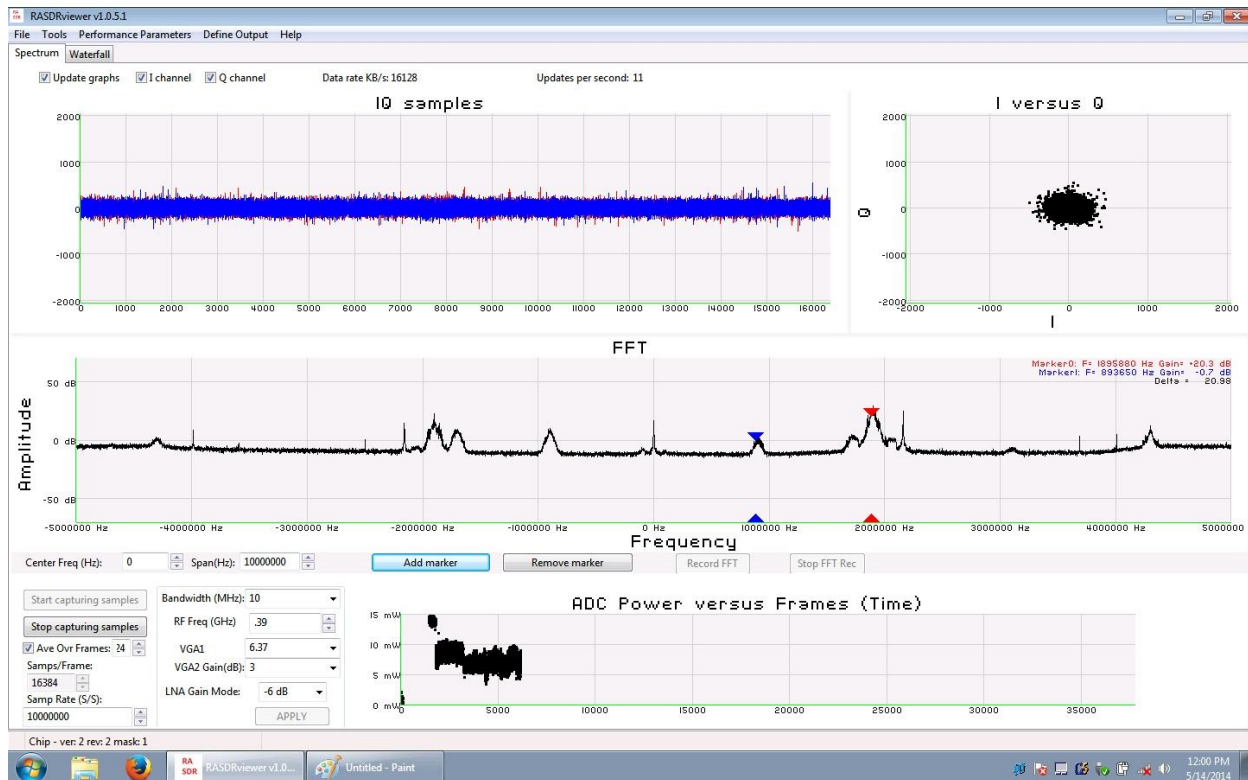 RASDRviewer v1.0.5.1
File Tools Performance Parameters Define Output Help
Spectrum Waterfall
Update graphs I channel Q channel Data rate KB/s: 16128 Updates per second: 11
IQ samples
2000
1000
0
-1000
-2000
0 1000 2000 3000 4000 5000 6000 7000 8000 9000 10000 11000 12000 13000 14000 15000 16000
I versus Q
2000
1000
Q 0
-1000
-2000
-2000 -1000 0 1000 2000
I
FFT
Marker0: F= 1895880 Hz Gain= +20.3 dB
Marker1: F= 893650 Hz Gain= -0.7 dB
Delta = 20.98
50 dB
0 dB
-50 dB
Amplitude
-5000000 Hz -4000000 Hz -3000000 Hz -2000000 Hz -1000000 Hz 0 Hz 1000000 Hz 2000000 Hz 3000000 Hz 4000000 Hz 5000000
Frequency
Center Freq (Hz): 0 Span(Hz): 10000000 Add marker Remove marker Record FFT Stop FFT Rec
Start capturing samples
Stop capturing samples
Ave Ovr Frames: 24
Samps/Frame:
16384
Samp Rate (S/S):
10000000
Bandwidth (MHz): 10
RF Freq (GHz) .39
VGA1 6.37
VGA2 Gain(dB): 3
LNA Gain Mode: -6 dB
APPLY
ADC Power versus Frames (Time)
15 mW
10 mW
5 mW
0 mW
0 5000 10000 15000 20000 25000 30000 35000
Chip - ver: 2 rev: 2 mask: 1
RA
SDR
RASDRviewer v1.0...
Untitled - Paint
12:00 PM
5/14/2014